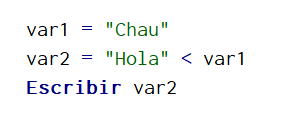 var1 = "Chau"
var2 = "Hola" < var1
Escribir var2